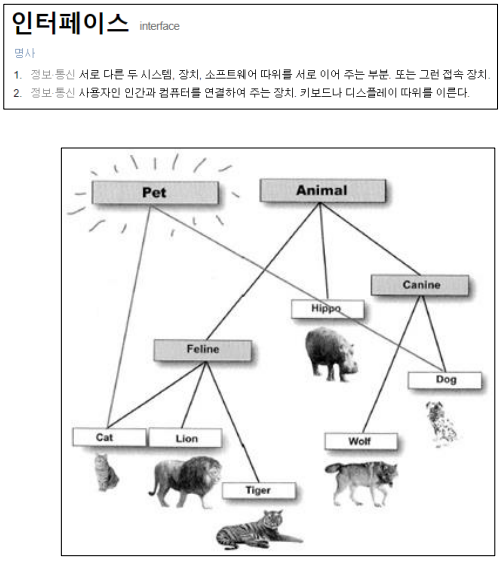 인터페이스 interface
명사
1. 정보·통신 서로 다른 두 시스템, 장치, 소프트웨어 따위를 서로 이어 주는 부분. 또는 그런 접속 장치.
2. 정보·통신 사용자인 인간과 컴퓨터를 연결하여 주는 장치. 키보드나 디스플레이 따위를 이른다.
Pet Animal
Canine
Hippo
Feline
Dog
Cat Lion Wolf
Tiger